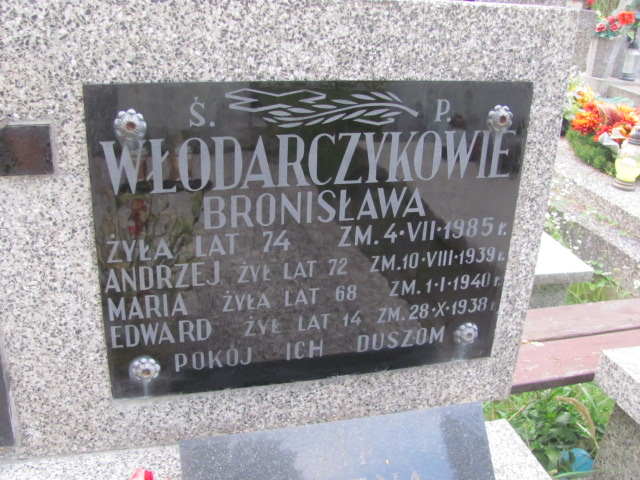 Ś. P.
WŁODARCZYKOWIE
BRONISŁAWA
ŻYŁA LAT 74 ZM. 4·VII·1985 r.
ANDRZEJ ŻYŁ LAT 72 ZM. 10·VIII·1939 r.
MARIA ŻYŁA LAT 68 ZM. 1·I·1940 r.
EDWARD ŻYŁ LAT 14 ZM. 28·X·1938 r.
POKÓJ ICH DUSZOM